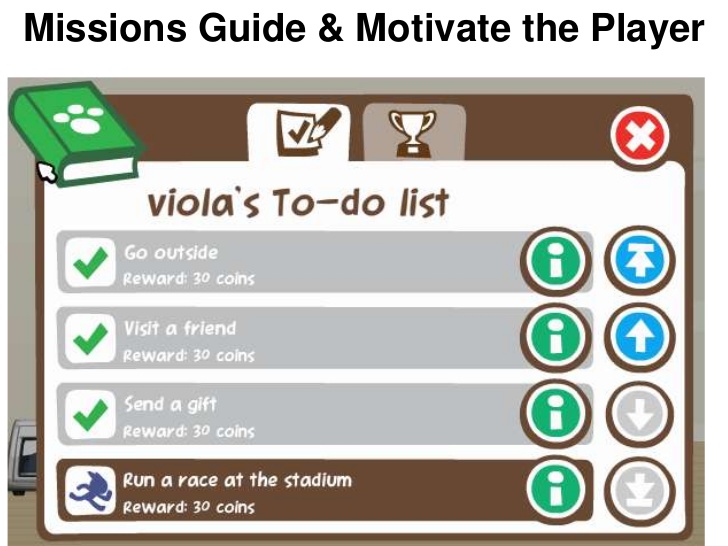 Missions Guide & Motivate the Player
viola's To-do list
Go outside
Reward: 30 coins
Visit a friend
Reward: 30 coins
Send a gift
Reward: 30 coins
Run a race at the stadium
Reward: 30 coins